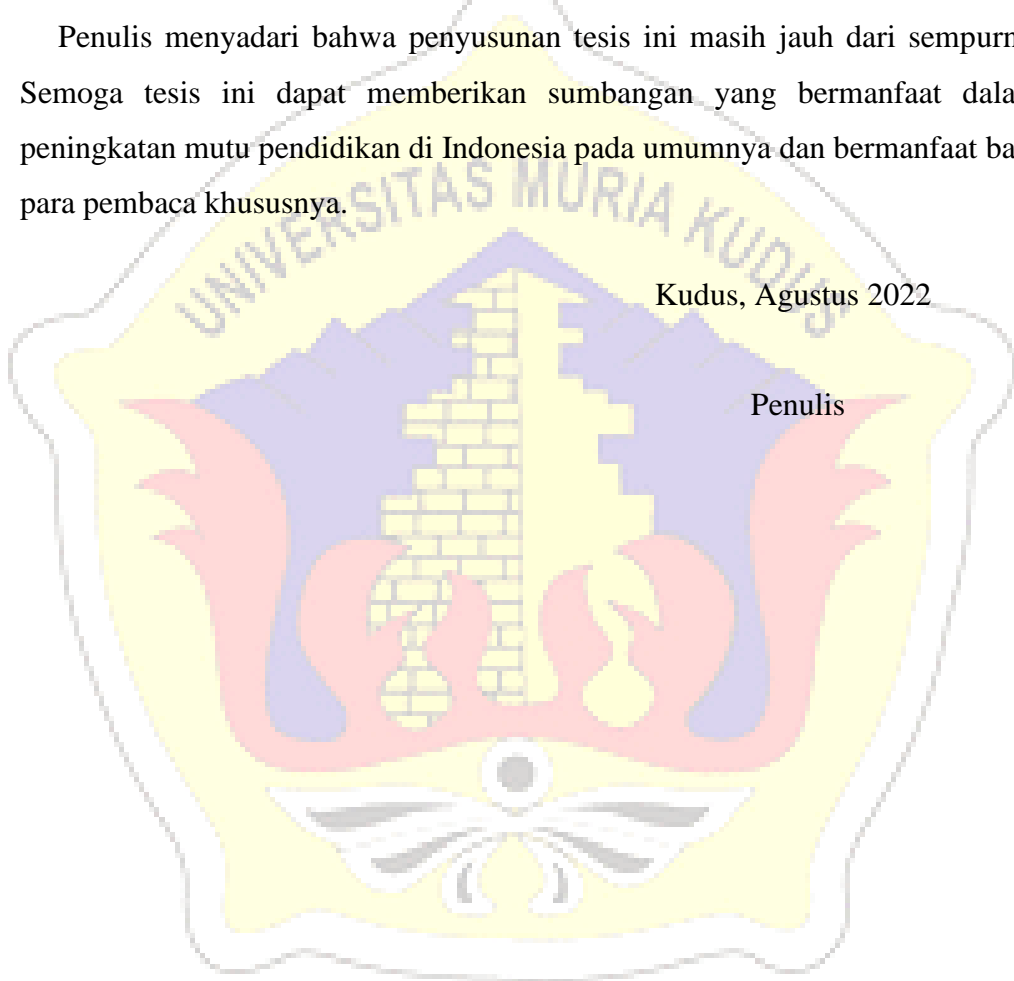 Penulis menyadari bahwa penyusunan tesis ini masih jauh dari sempurn
Semoga tesis ini dapat memberikan sumbangan yang bermanfaat dala
peningkatan mutu pendidikan di Indonesia pada umumnya dan bermanfaat ba
para pembaca khususnya.
UNIVERSITAS MURIA KUDUS
Kudus, Agustus 2022
Penulis